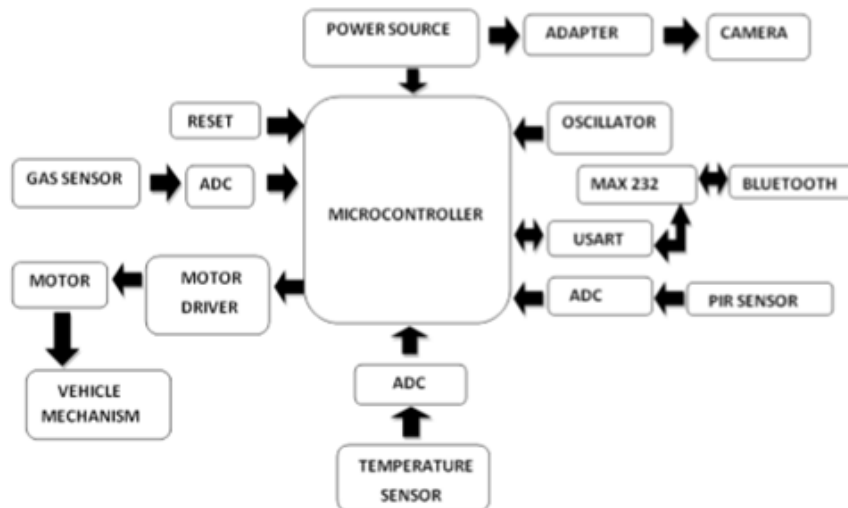 POWER SOURCE
ADAPTER
CAMERA
RESET
OSCILLATOR
GAS SENSOR
ADC
MAX 232
BLUETOOTH
MICROCONTROLLER
USART
MOTOR
MOTOR
DRIVER
ADC
PIR SENSOR
VEHICLE
MECHANISM
ADC
TEMPERATURE
SENSOR